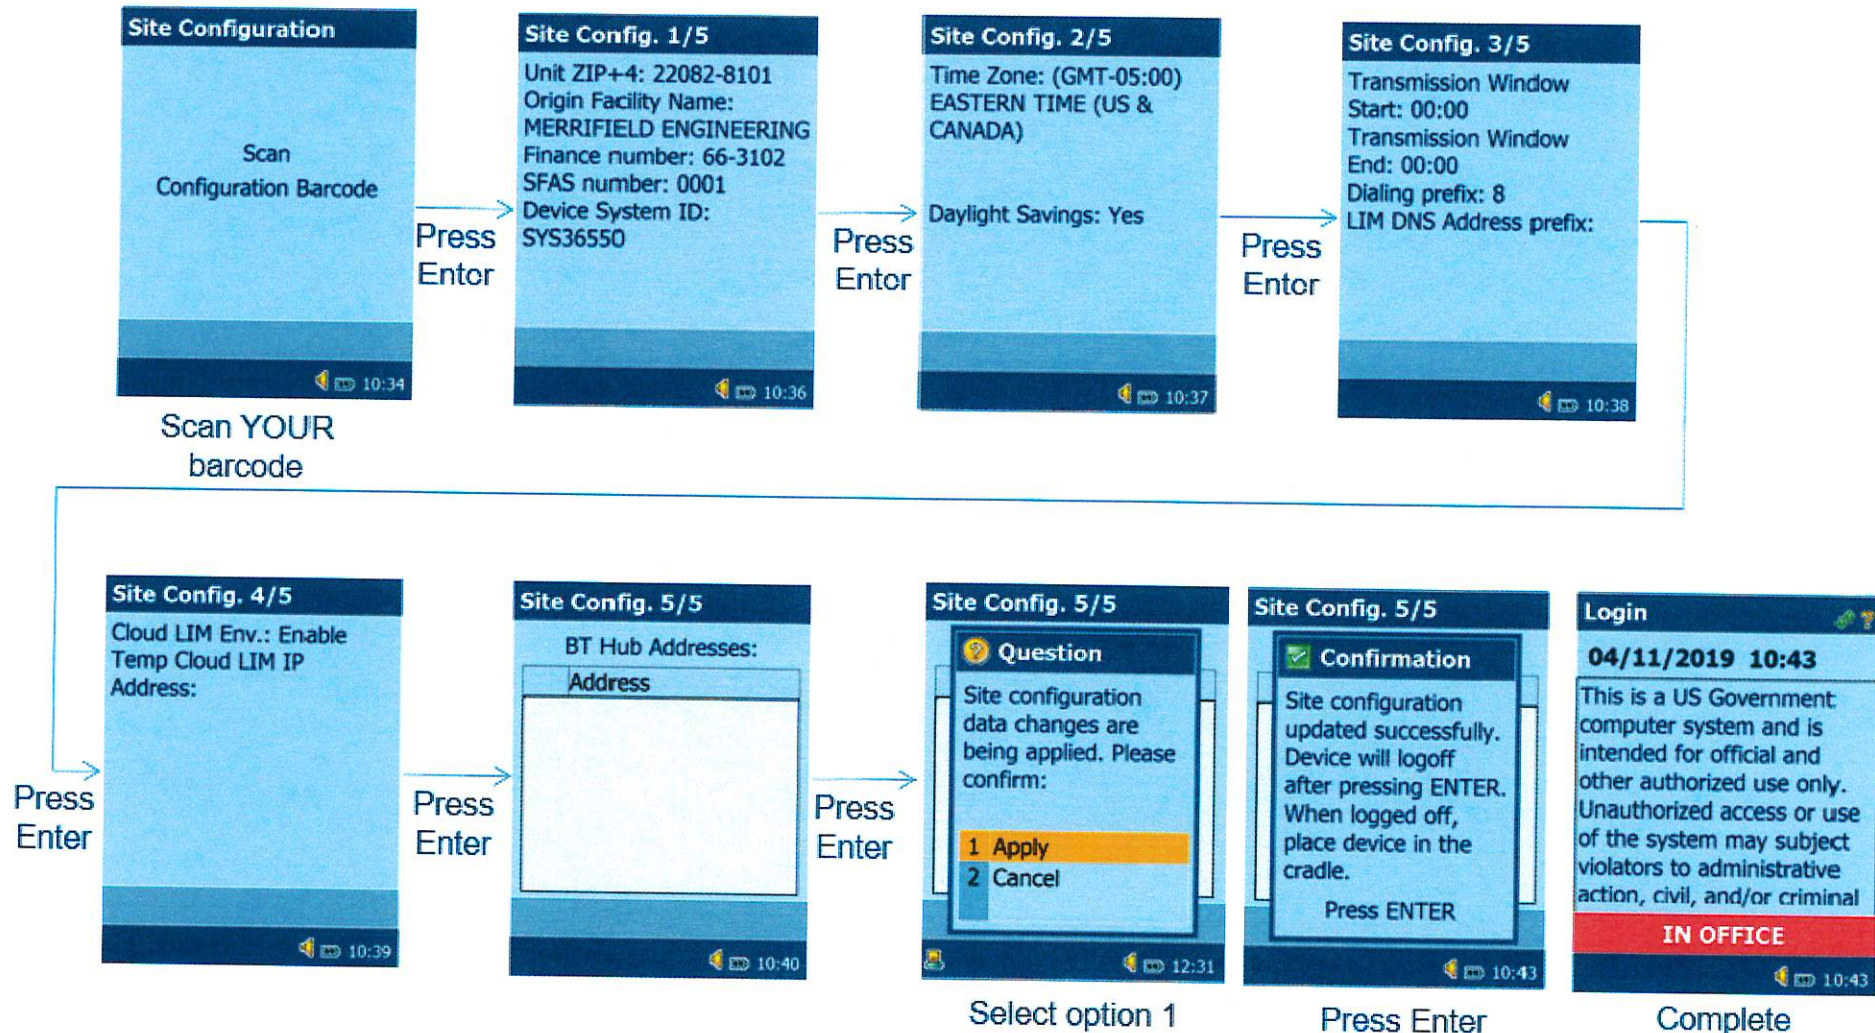 Site Configuration
Scan
Configuration Barcode
10:34
Scan YOUR
barcode
Press
Enter
Site Config. 1/5
Unit ZIP+4: 22082-8101
Origin Facility Name:
MERRIFIELD ENGINEERING
Finance number: 66-3102
SFAS number: 0001
Device System ID:
SYS36550
10:36
Press
Enter
Site Config. 2/5
Time Zone: (GMT-05:00)
EASTERN TIME (US &
CANADA)
Daylight Savings: Yes
10:37
Press
Enter
Site Config. 3/5
Transmission Window
Start: 00:00
Transmission Window
End: 00:00
Dialing prefix: 8
LIM DNS Address prefix:
10:38
Press
Enter
Site Config. 4/5
Cloud LIM Env.: Enable
Temp Cloud LIM IP
Address:
10:39
Press
Enter
Site Config. 5/5
BT Hub Addresses:
Address
10:40
Press
Enter
Site Config. 5/5
Question
Site configuration
data changes are
being applied. Please
confirm:
1 Apply
2 Cancel
12:31
Select option 1
Site Config. 5/5
Confirmation
Site configuration
updated successfully.
Device will logoff
after pressing ENTER.
When logged off,
place device in the
cradle.
Press ENTER
10:43
Press Enter
Login
04/11/2019 10:43
This is a US Government
computer system and is
intended for official and
other authorized use only.
Unauthorized access or use
of the system may subject
violators to administrative
action, civil, and/or criminal
IN OFFICE
10:43
Complete